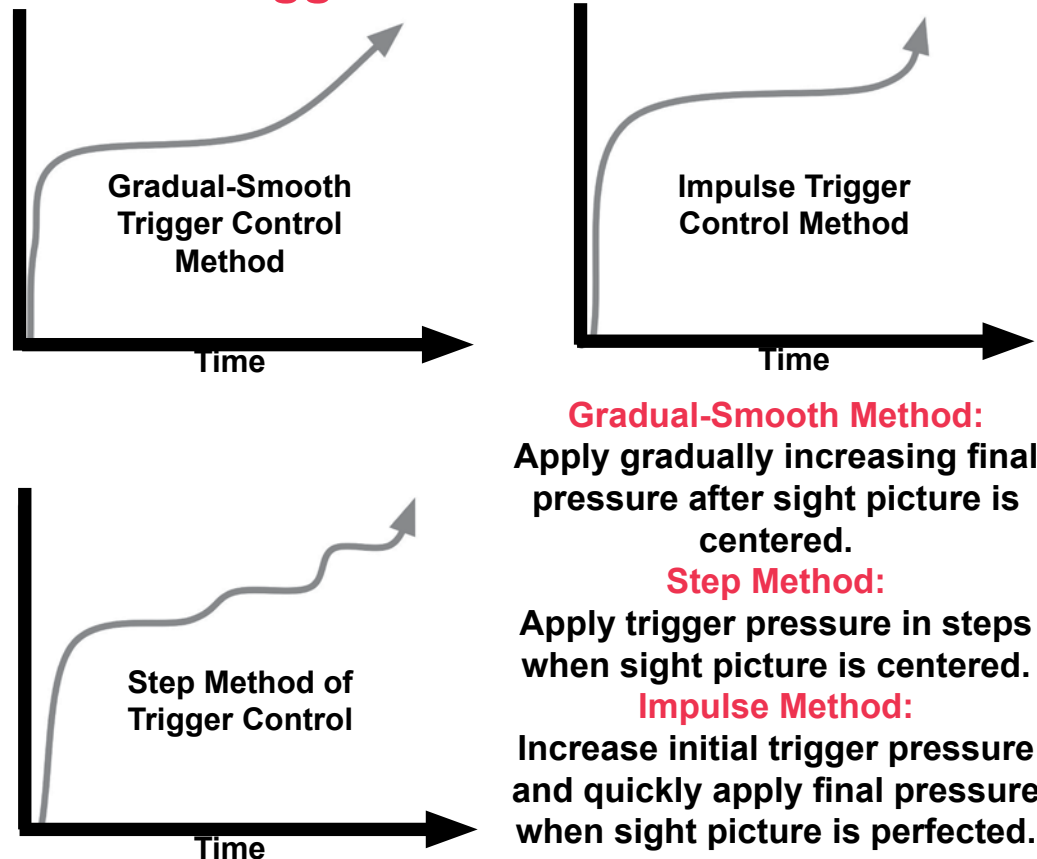 Gradual-Smooth
Trigger Control
Method
Time
Impulse Trigger
Control Method
Time
Step Method of
Trigger Control
Time
Gradual-Smooth Method:
Apply gradually increasing final
pressure after sight picture is
centered.
Step Method:
Apply trigger pressure in steps
when sight picture is centered.
Impulse Method:
Increase initial trigger pressure
and quickly apply final pressure
when sight picture is perfected.